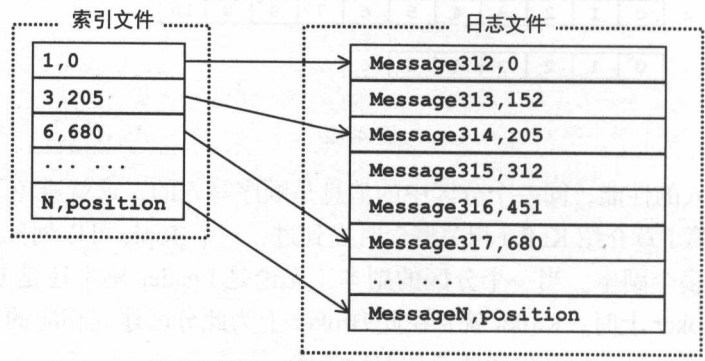 索引文件
日志文件
1,0
3,205
6,680
... ...
N,position
Message312,0
Message313,152
Message314,205
Message315,312
Message316,451
Message317,680
... ...
MessageN,position